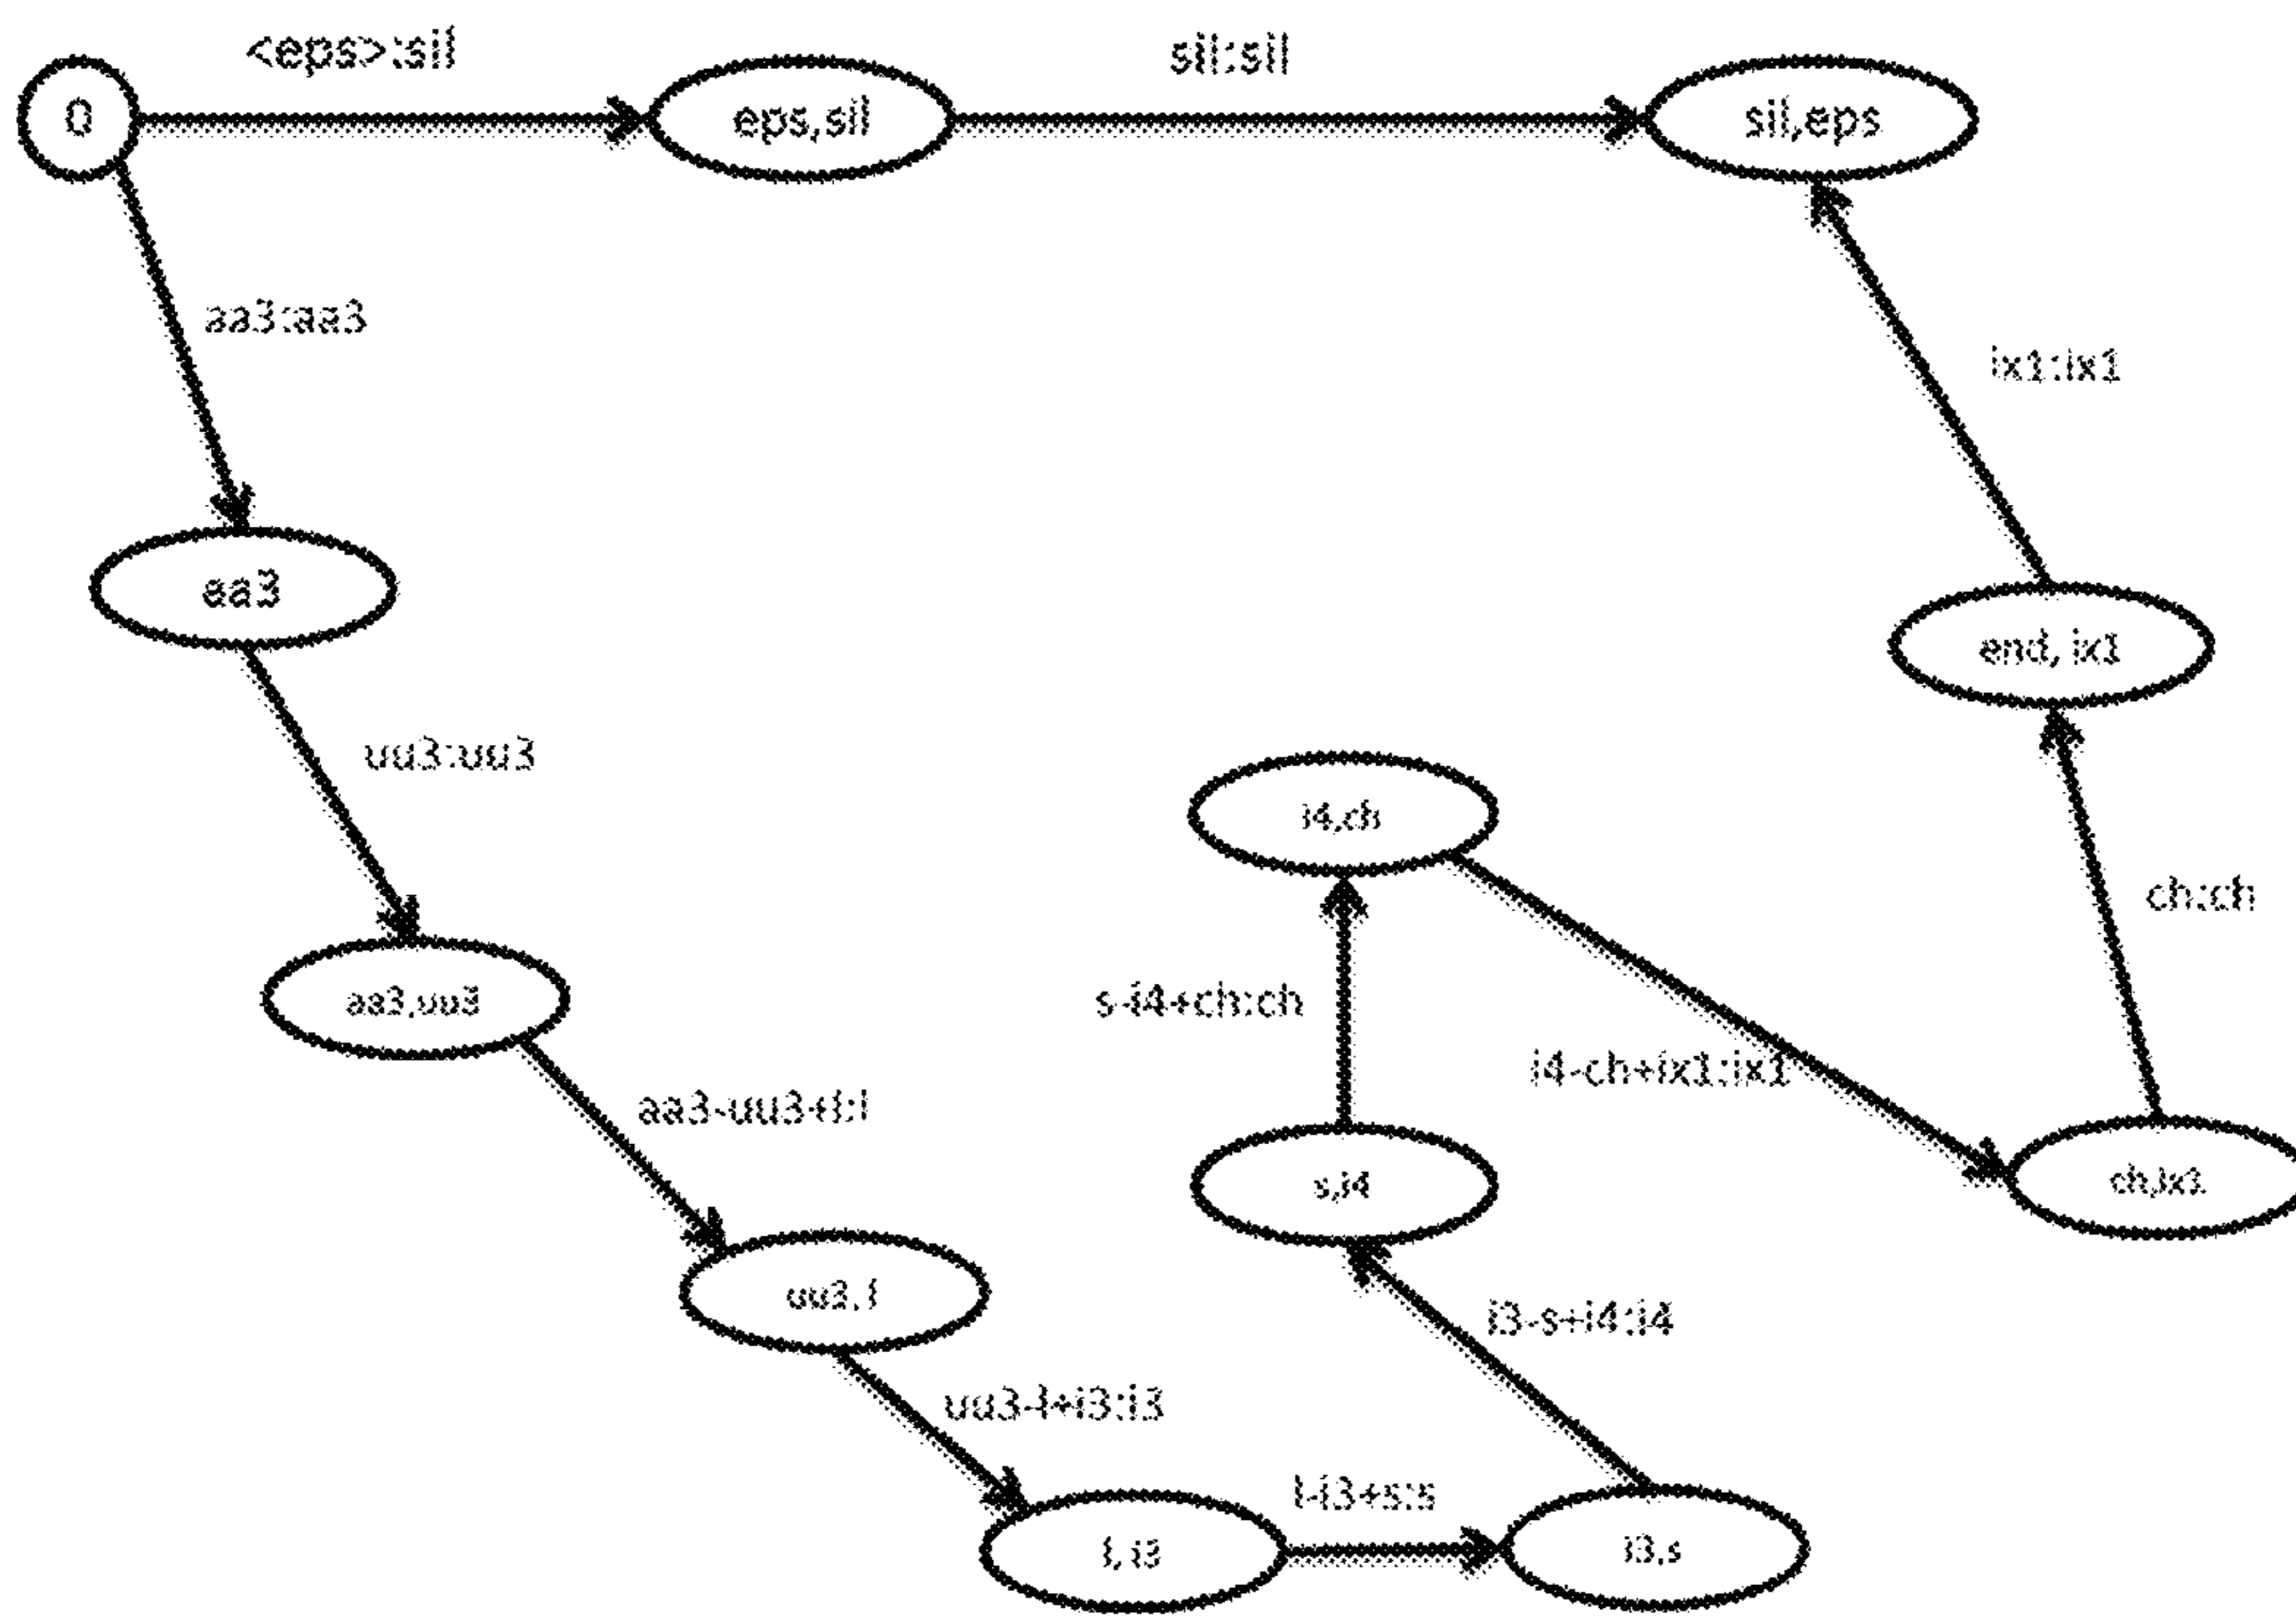 <eps>:sil
sil:sil
0
eps,sil
sil,eps
aa3:aa3
ix1:ix1
aa3
end, ix1
uu3:uu3
i4,ch
ch:ch
aa3,uu3
s-i4+ch:ch
i4-ch+ix1:ix1
aa3-uu3+l:l
s,i4
ch,ix1
uu3, l
i3-s+i4:i4
uu3-l+i3:i3
l-i3+s:s
l, i3
i3,s